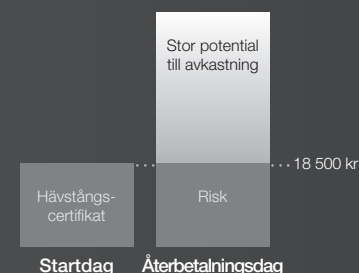 Stor potential
till avkastning
18 500 kr
Hävstångs-
certifikat
Risk
Startdag
Återbetalningsdag